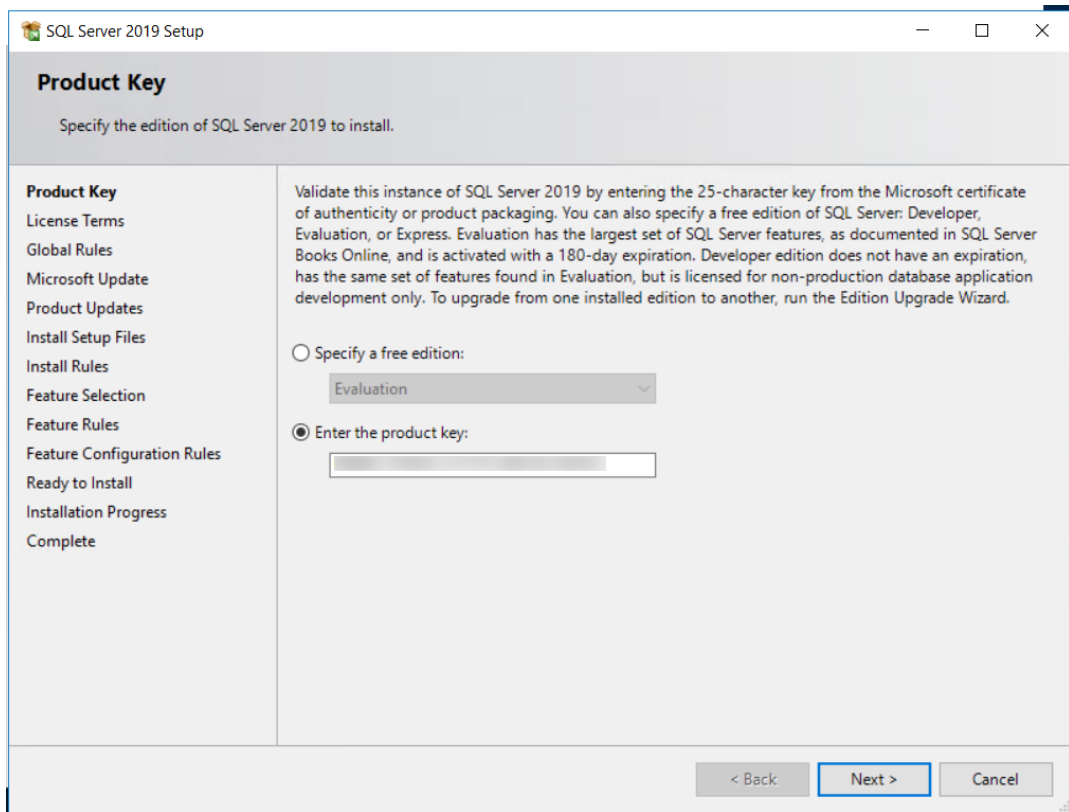 SQL Server 2019 Setup
Product Key
Specify the edition of SQL Server 2019 to install.
Product Key
License Terms
Global Rules
Microsoft Update
Product Updates
Install Setup Files
Install Rules
Feature Selection
Feature Rules
Feature Configuration Rules
Ready to Install
Installation Progress
Complete
Validate this instance of SQL Server 2019 by entering the 25-character key from the Microsoft certificate
of authenticity or product packaging. You can also specify a free edition of SQL Server: Developer,
Evaluation, or Express. Evaluation has the largest set of SQL Server features, as documented in SQL Server
Books Online, and is activated with a 180-day expiration. Developer edition does not have an expiration,
has the same set of features found in Evaluation, but is licensed for non-production database application
development only. To upgrade from one installed edition to another, run the Edition Upgrade Wizard.
Specify a free edition:
Evaluation
Enter the product key:
< Back
Next >
Cancel